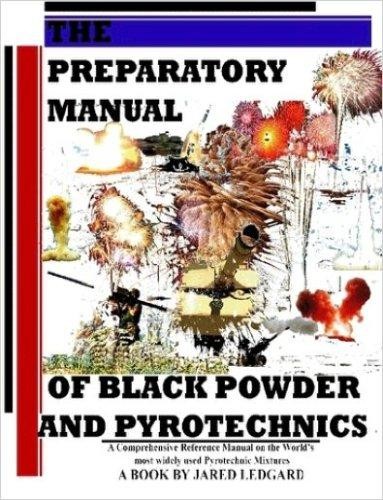 THE
PREPARATORY
MANUAL
OF BLACK POWDER
AND PYROTECHNICS
A Comprehensive Reference Manual on the World's
most widely used Pyrotechnic Mixtures
A BOOK BY JARED LEDGARD